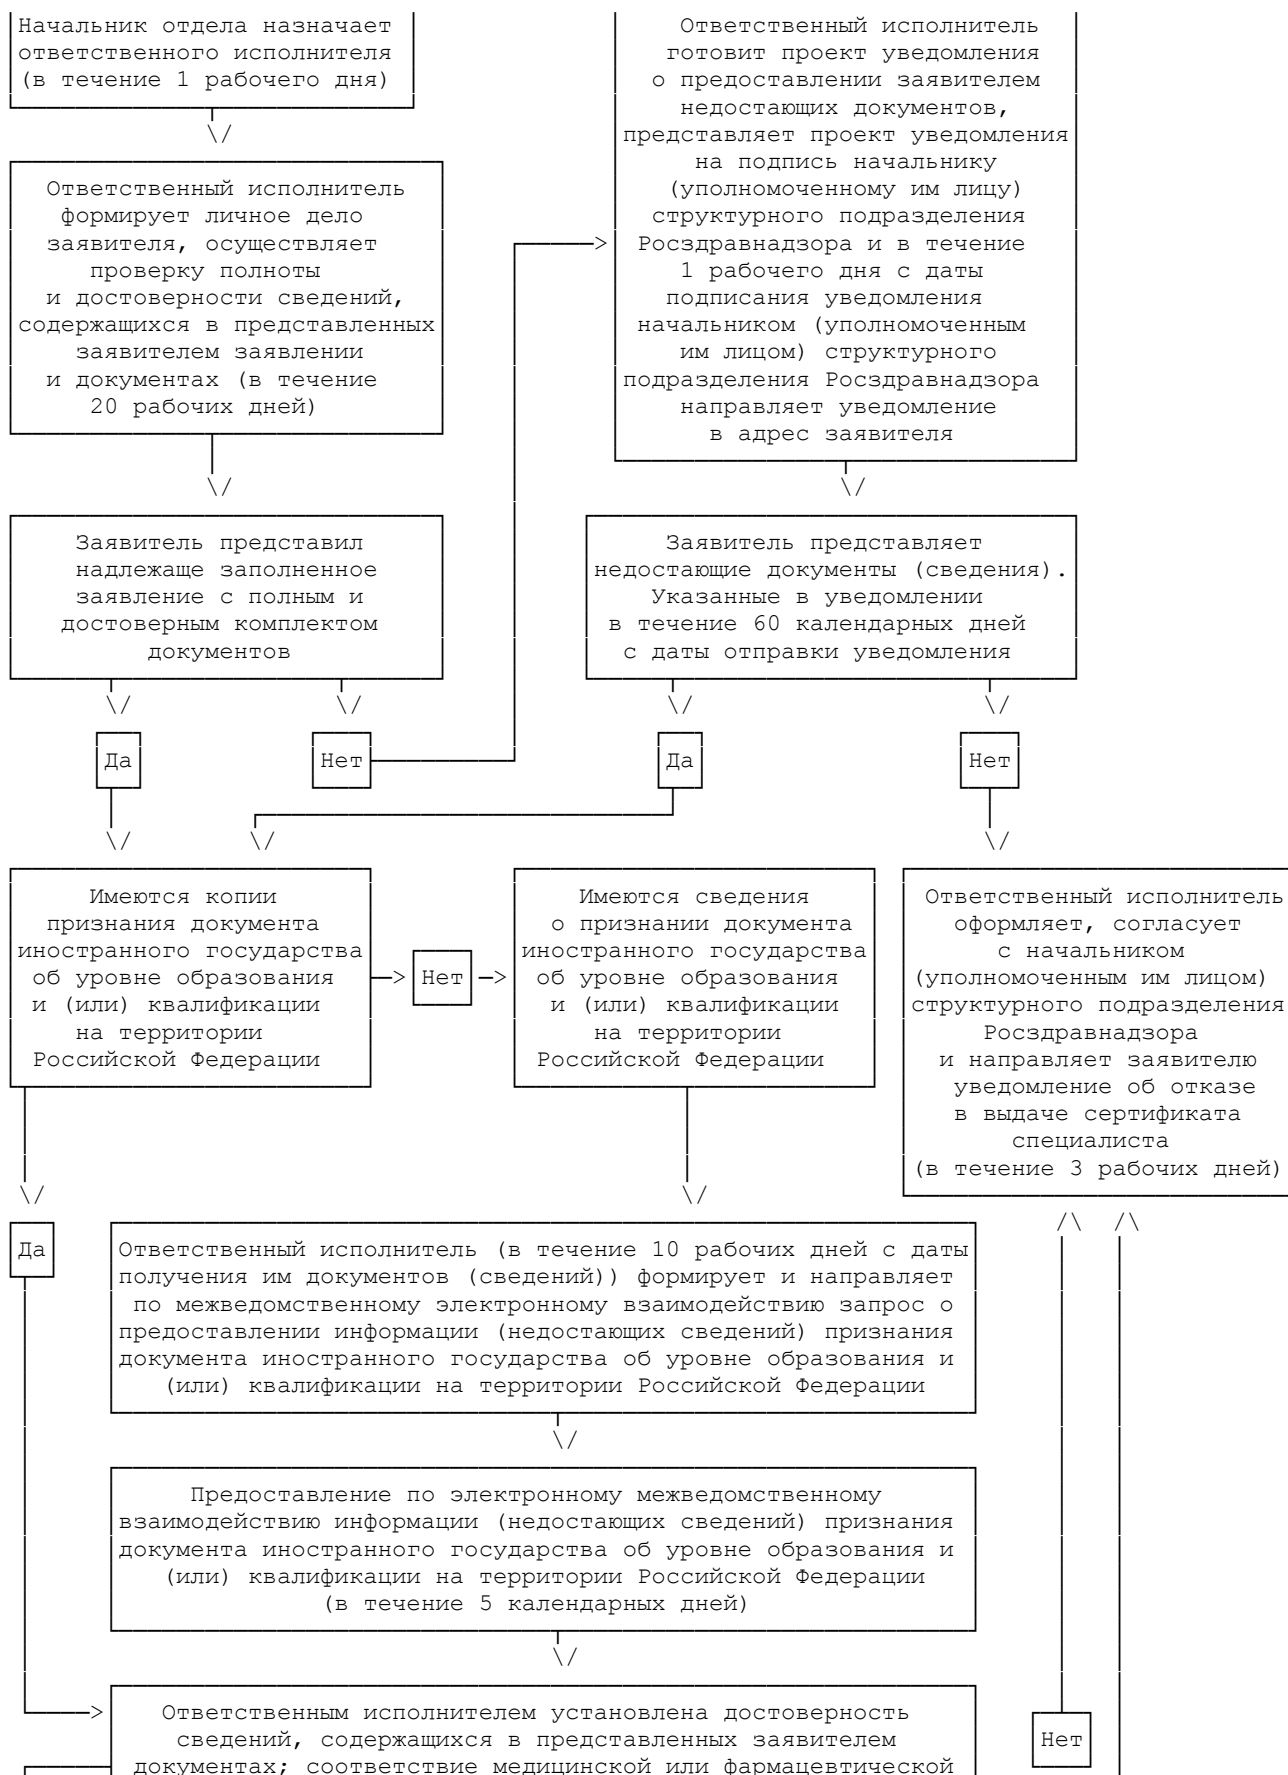 Начальник отдела назначает
ответственного исполнителя
(в течение 1 рабочего дня)
Ответственный исполнитель
готовит проект уведомления
о предоставлении заявителем
недостающих документов,
представляет проект уведомления
на подпись начальнику
(уполномоченному им лицу)
структурного подразделения
Росздравнадзора и в течение
1 рабочего дня с даты
подписания уведомления
начальником (уполномоченным
им лицом) структурного
подразделения Росздравнадзора
направляет уведомление
в адрес заявителя
Ответственный исполнитель
формирует личное дело
заявителя, осуществляет
проверку полноты
и достоверности сведений,
содержащихся в представленных
заявителем заявлении
и документах (в течение
20 рабочих дней)
Заявитель представил
надлежаще заполненное
заявление с полным и
достоверным комплектом
документов
Заявитель представляет
недостающие документы (сведения).
Указанные в уведомлении
в течение 60 календарных дней
с даты отправки уведомления
Да
Нет
Да
Нет
Имеются копии
признания документа
иностранного государства
об уровне образования
и (или) квалификации
на территории
Российской Федерации
Нет
Имеются сведения
о признании документа
иностранного государства
об уровне образования
и (или) квалификации
на территории
Российской Федерации
Ответственный исполнитель
оформляет, согласует
с начальником
(уполномоченным им лицом)
структурного подразделения
Росздравнадзора
и направляет заявителю
уведомление об отказе
в выдаче сертификата
специалиста
(в течение 3 рабочих дней)
Да
Ответственный исполнитель (в течение 10 рабочих дней с даты
получения им документов (сведений)) формирует и направляет
по межведомственному электронному взаимодействию запрос о
предоставлении информации (недостающих сведений) признания
документа иностранного государства об уровне образования и
(или) квалификации на территории Российской Федерации
Предоставление по электронному межведомственному
взаимодействию информации (недостающих сведений) признания
документа иностранного государства об уровне образования и
(или) квалификации на территории Российской Федерации
(в течение 5 календарных дней)
Ответственным исполнителем установлена достоверность
сведений, содержащихся в представленных заявителем
документах; соответствие медицинской или фармацевтической
Нет